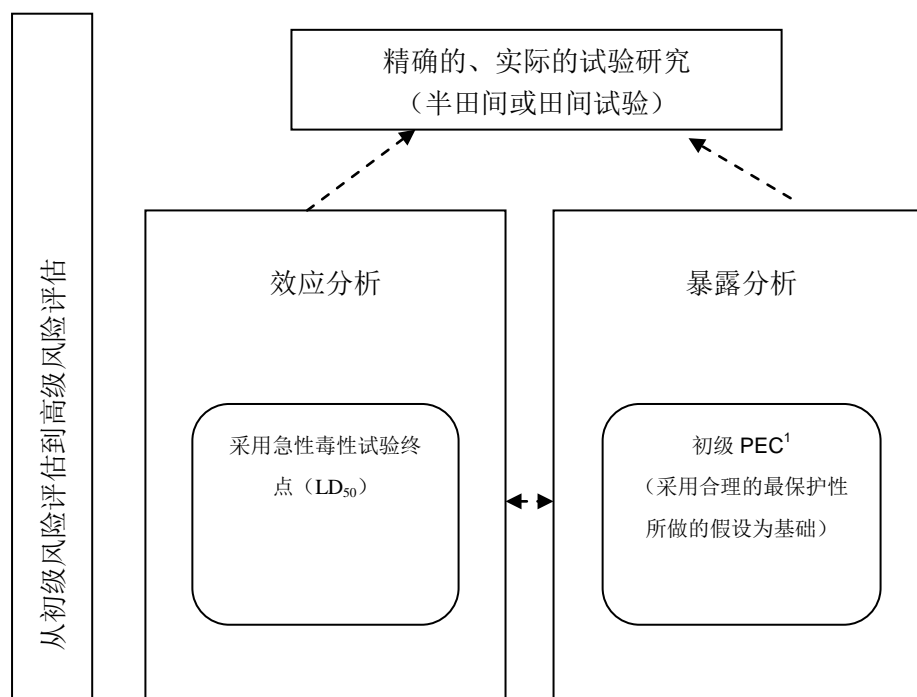 精确的、实际的试验研究
（半田间或田间试验）
从初级风险评估到高级风险评估
效应分析
暴露分析
采用急性毒性试验终
点（LD₅₀）
初级 PEC¹
（采用合理的最保护性
所做的假设为基础）